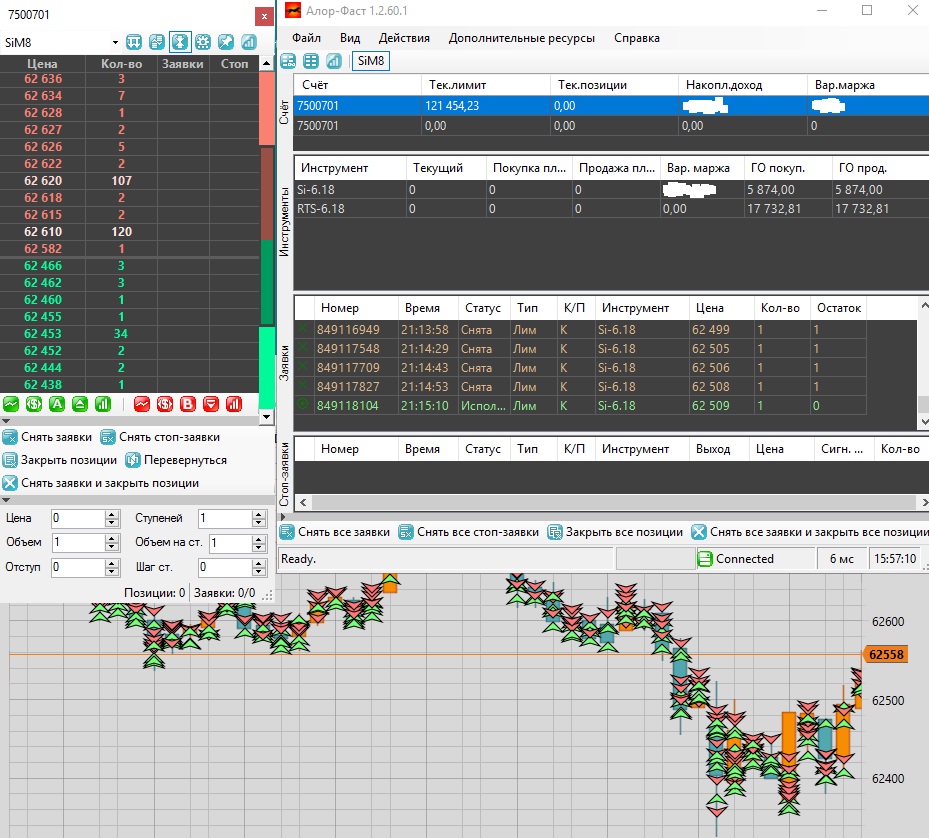 7500701
x
SiM8
Цена Кол-во Заявки Стоп
62 636 3
62 634 7
62 628 1
62 627 2
62 626 5
62 622 2
62 620 107
62 618 2
62 615 2
62 610 120
62 582 1
62 466 3
62 462 3
62 460 1
62 455 1
62 453 34
62 452 2
62 444 2
62 438 1
Снять заявки Снять стоп-заявки
Закрыть позиции Перевернуться
Снять заявки и закрыть позиции
Цена 0 Ступеней 1
Объем 1 Объем на ст. 1
Отступ 0 Шаг ст. 0
Позиции: 0 Заявки: 0/0
Алор-Фаст 1.2.60.1
Файл Вид Действия Дополнительные ресурсы Справка
SiM8
Счёт
Счёт Тек.лимит Тек.позиции Накопл.доход Вар.маржа
7500701 121 454,23 0,00
7500701 0,00 0,00 0,00 0
Инструменты
Инструмент Текущий Покупка пл... Продажа пл... Вар. маржа ГО покуп. ГО прод.
Si-6.18 0 0 0 5 874,00 5 874,00
RTS-6.18 0 0 0 0,00 17 732,81 17 732,81
Заявки
Номер Время Статус Тип К/П Инструмент Цена Кол-во Остаток
849116949 21:13:58 Снята Лим К Si-6.18 62 499 1 1
849117548 21:14:29 Снята Лим К Si-6.18 62 505 1 1
849117709 21:14:43 Снята Лим К Si-6.18 62 506 1 1
849117827 21:14:53 Снята Лим К Si-6.18 62 508 1 1
849118104 21:15:10 Испол... Лим К Si-6.18 62 509 1 0
Стоп-заявки
Номер Время Статус Тип К/П Инструмент Выход Цена Сигн. ... Кол-во
Снять все заявки Снять все стоп-заявки Закрыть все позиции Снять все заявки и закрыть все позиции
Ready. Connected 6 мс 15:57:10
62600
62558
62500
62400